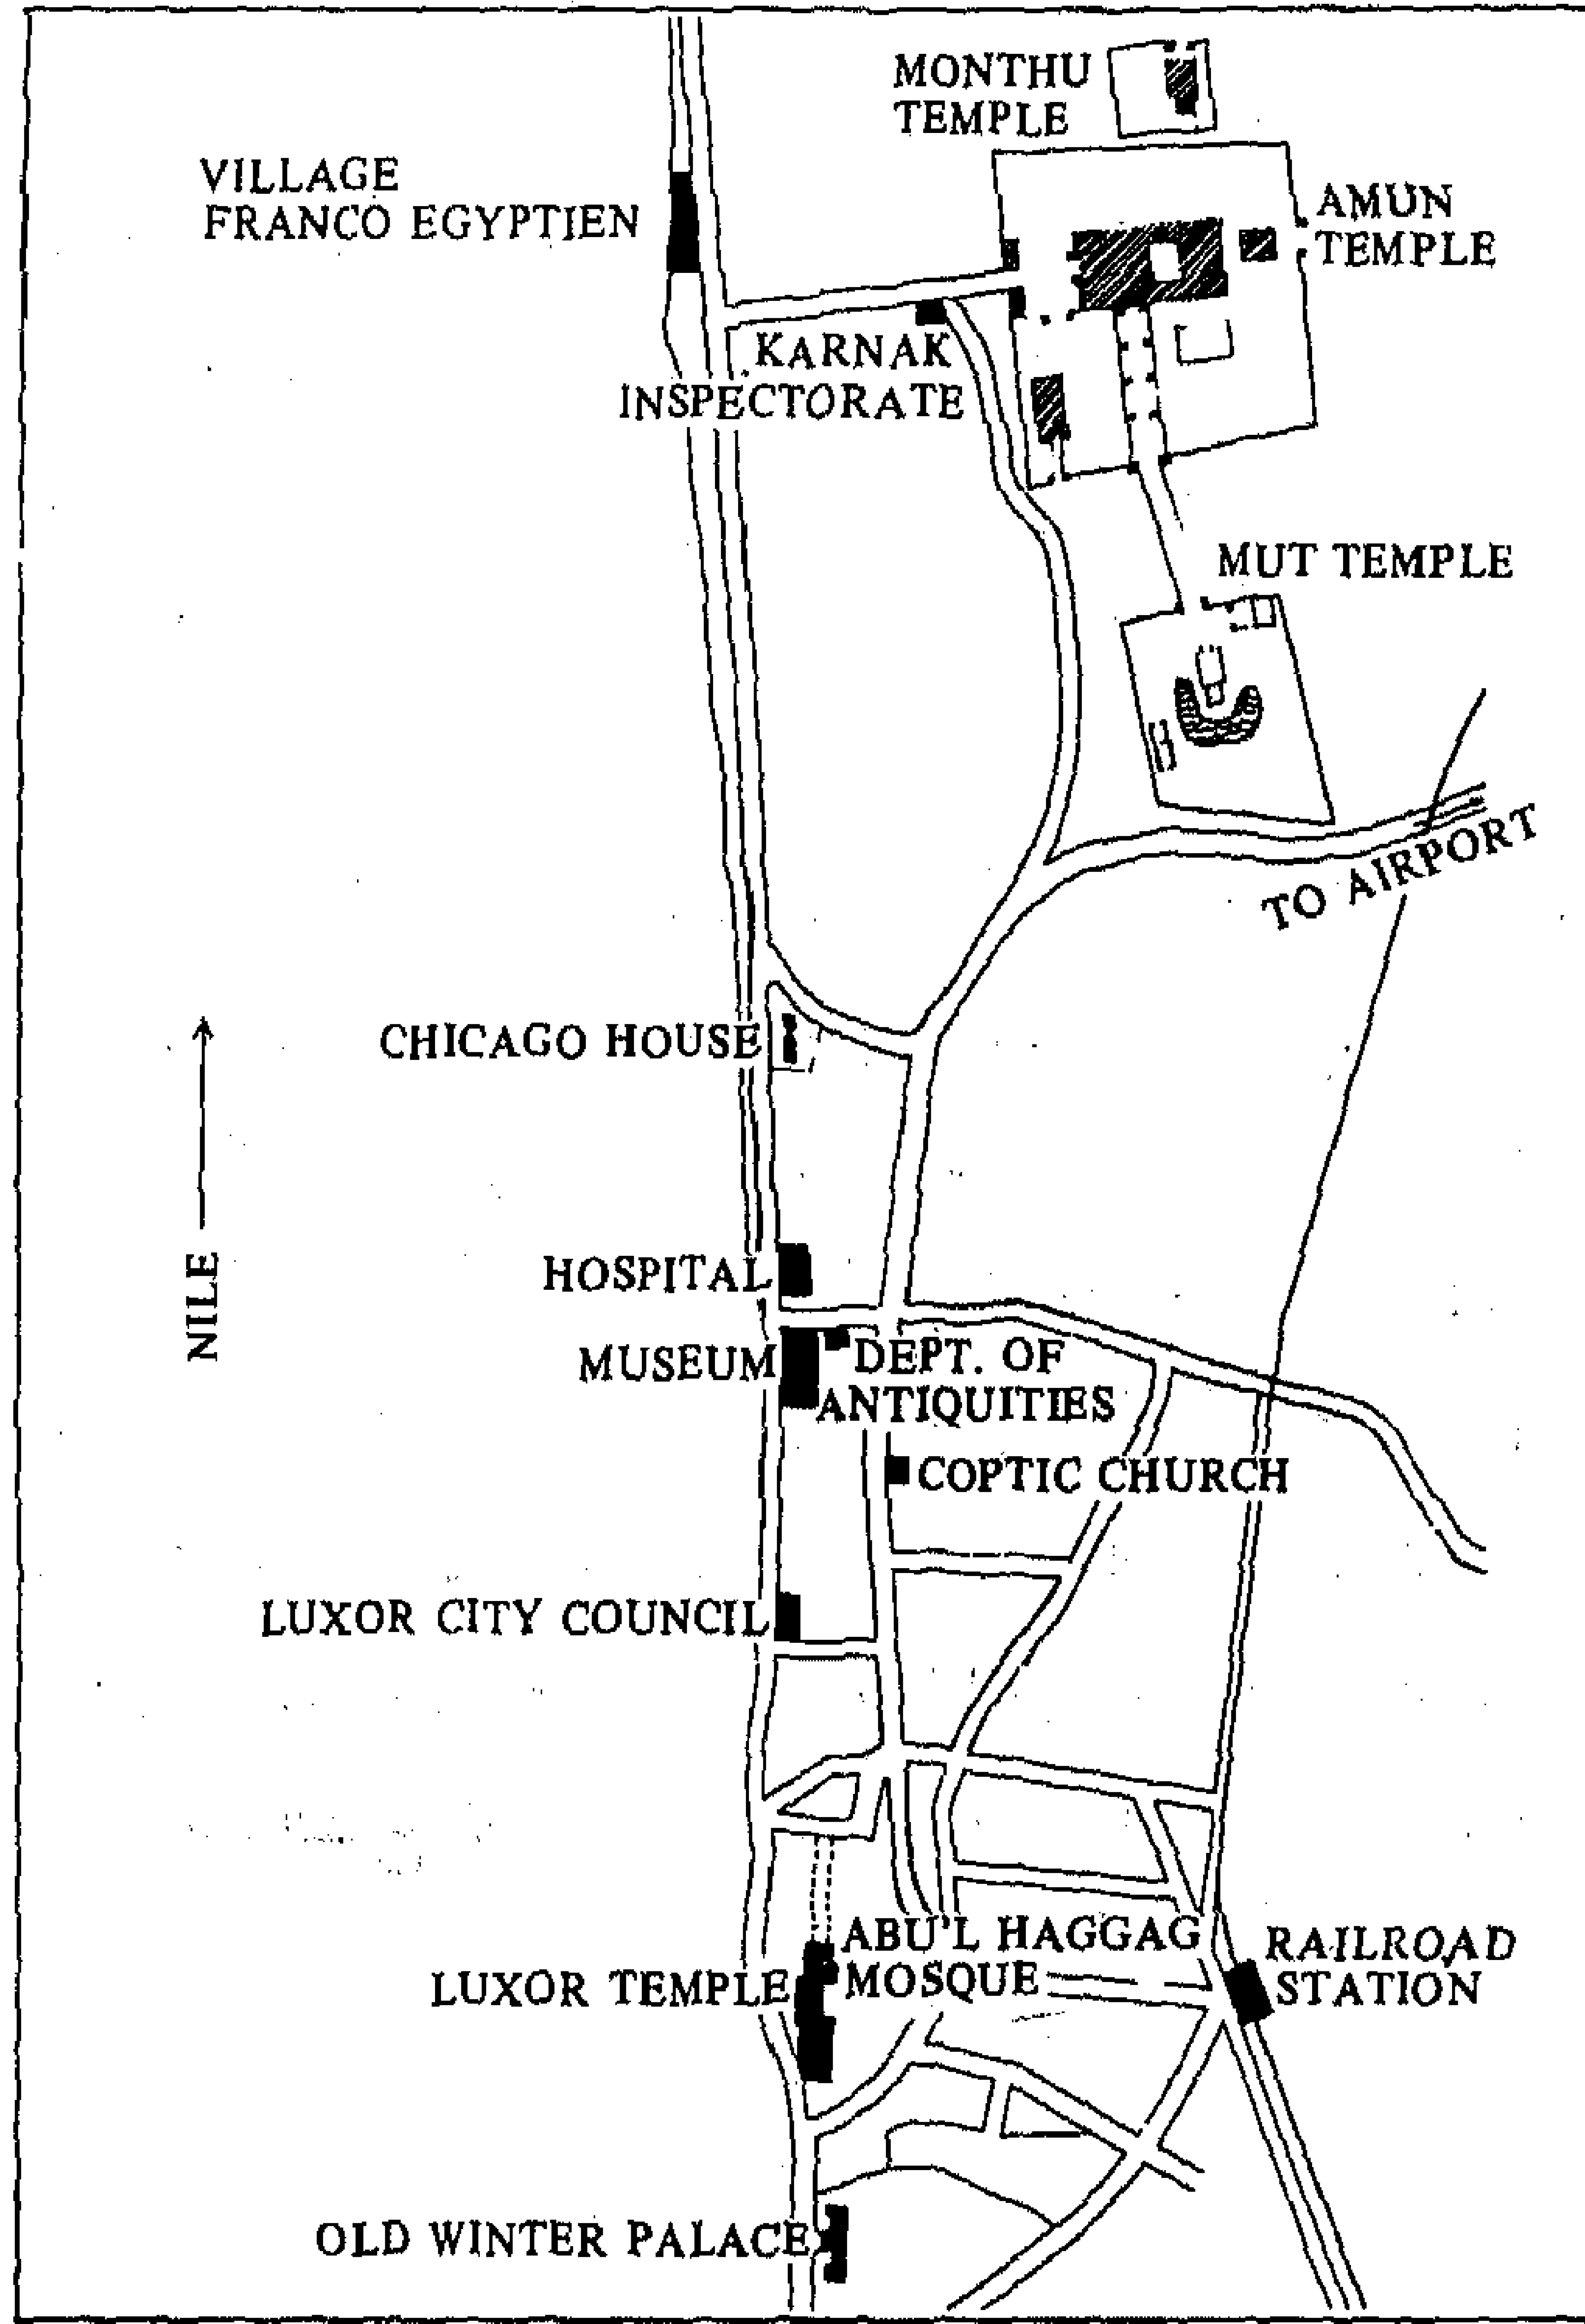 MONTHU
TEMPLE
VILLAGE
FRANCO EGYPTIEN
AMUN
TEMPLE
KARNAK
INSPECTORATE
MUT TEMPLE
TO AIRPORT
CHICAGO HOUSE
NILE
HOSPITAL
MUSEUM
DEPT. OF
ANTIQUITIES
COPTIC CHURCH
LUXOR CITY COUNCIL
ABU'L HAGGAG
MOSQUE
RAILROAD
STATION
LUXOR TEMPLE
OLD WINTER PALACE